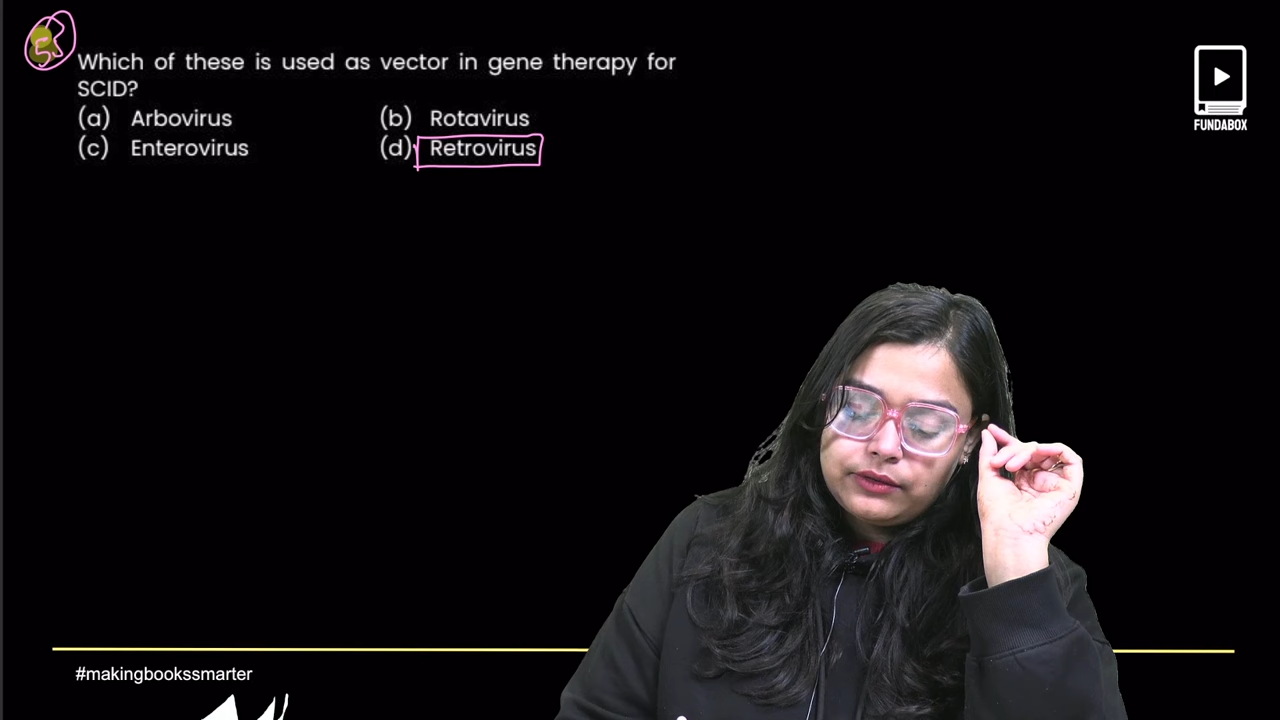 Which of these is used as vector in gene therapy for
SCID?
(a) Arbovirus (b) Rotavirus
(c) Enterovirus (d) Retrovirus
FUNDABOX
#makingbookssmarter